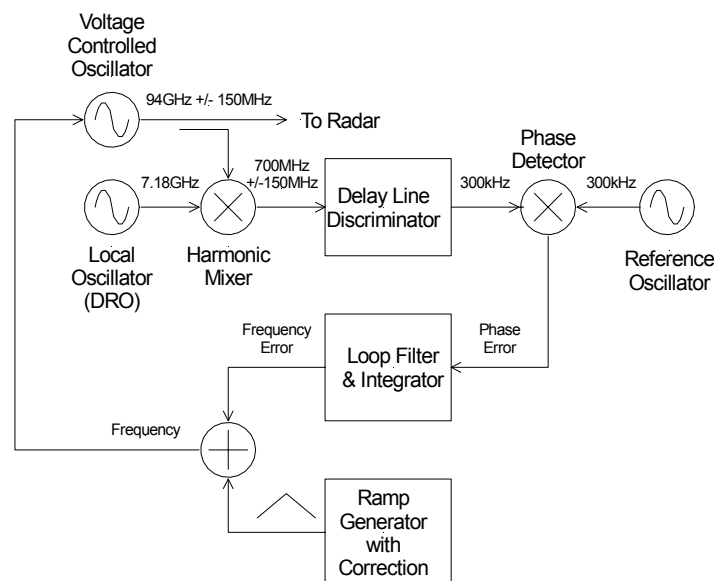 Voltage
Controlled
Oscillator
94GHz +/- 150MHz
To Radar
7.18GHz
700MHz
+/-150MHz
Delay Line
Discriminator
300kHz
Phase
Detector
300kHz
Local
Oscillator
(DRO)
Harmonic
Mixer
Reference
Oscillator
Frequency
Error
Loop Filter
& Integrator
Phase
Error
Frequency
Ramp
Generator
with
Correction